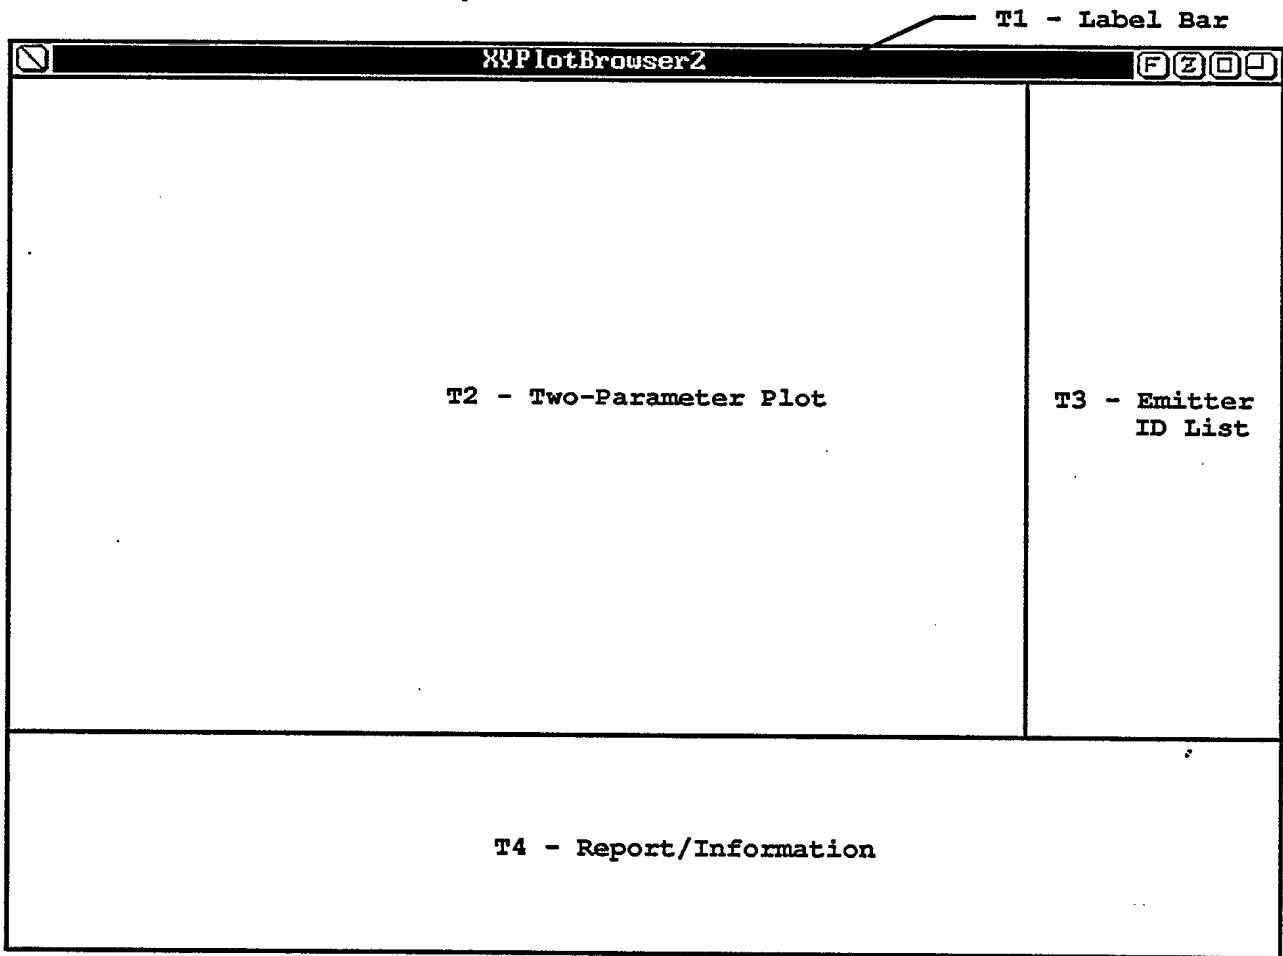 T1 - Label Bar
XYPlotBrowser2
F Z
T2 - Two-Parameter Plot
T3 - Emitter
ID List
T4 - Report/Information